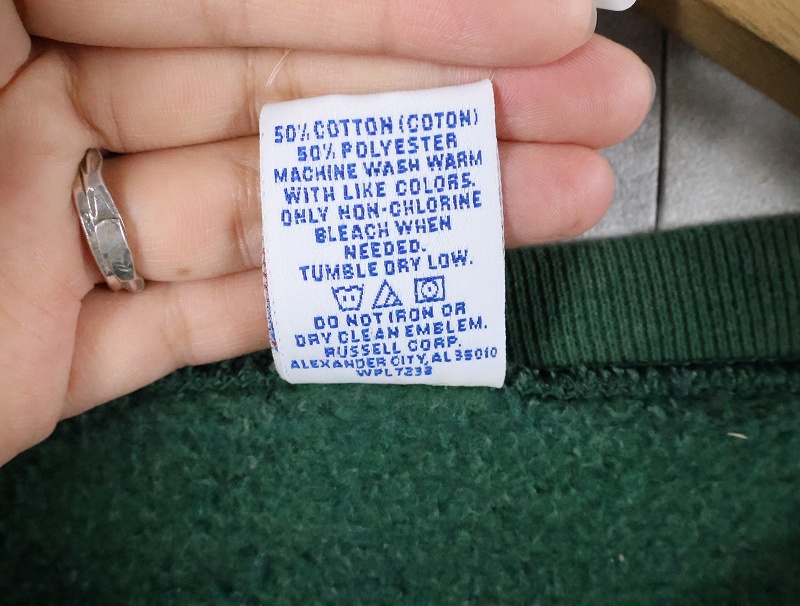 50% COTTON (COTON)
50% POLYESTER
MACHINE WASH WARM
WITH LIKE COLORS.
ONLY NON-CHLORINE
BLEACH WHEN
NEEDED.
TUMBLE DRY LOW.
DO NOT IRON OR
DRY CLEAN EMBLEM.
RUSSELL CORP.
ALEXANDER CITY, AL 35010
WPL7233